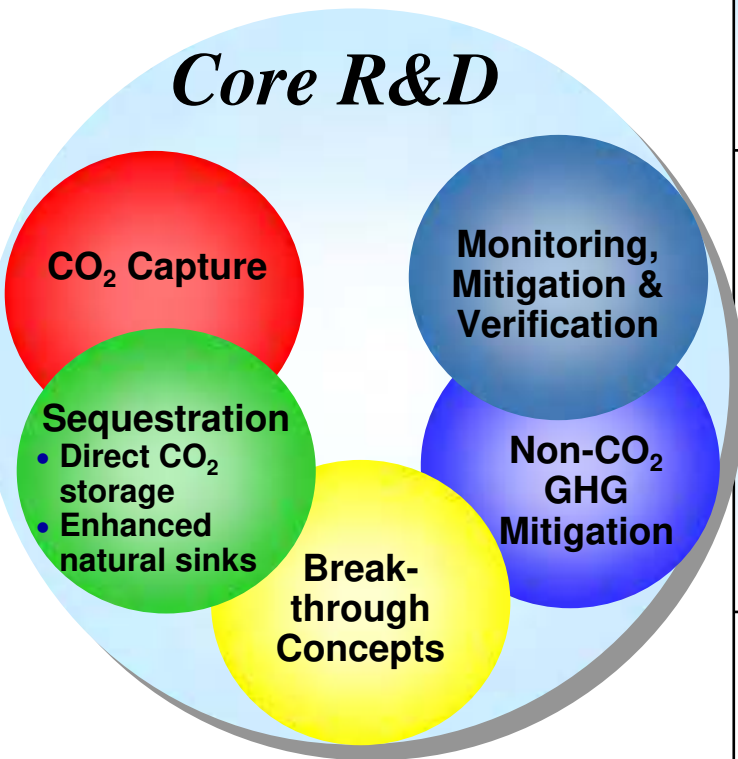 Core R&D
CO₂ Capture
Sequestration
• Direct CO₂
storage
• Enhanced
natural sinks
Break-
through
Concepts
Monitoring,
Mitigation &
Verification
Non-CO₂
GHG
Mitigation